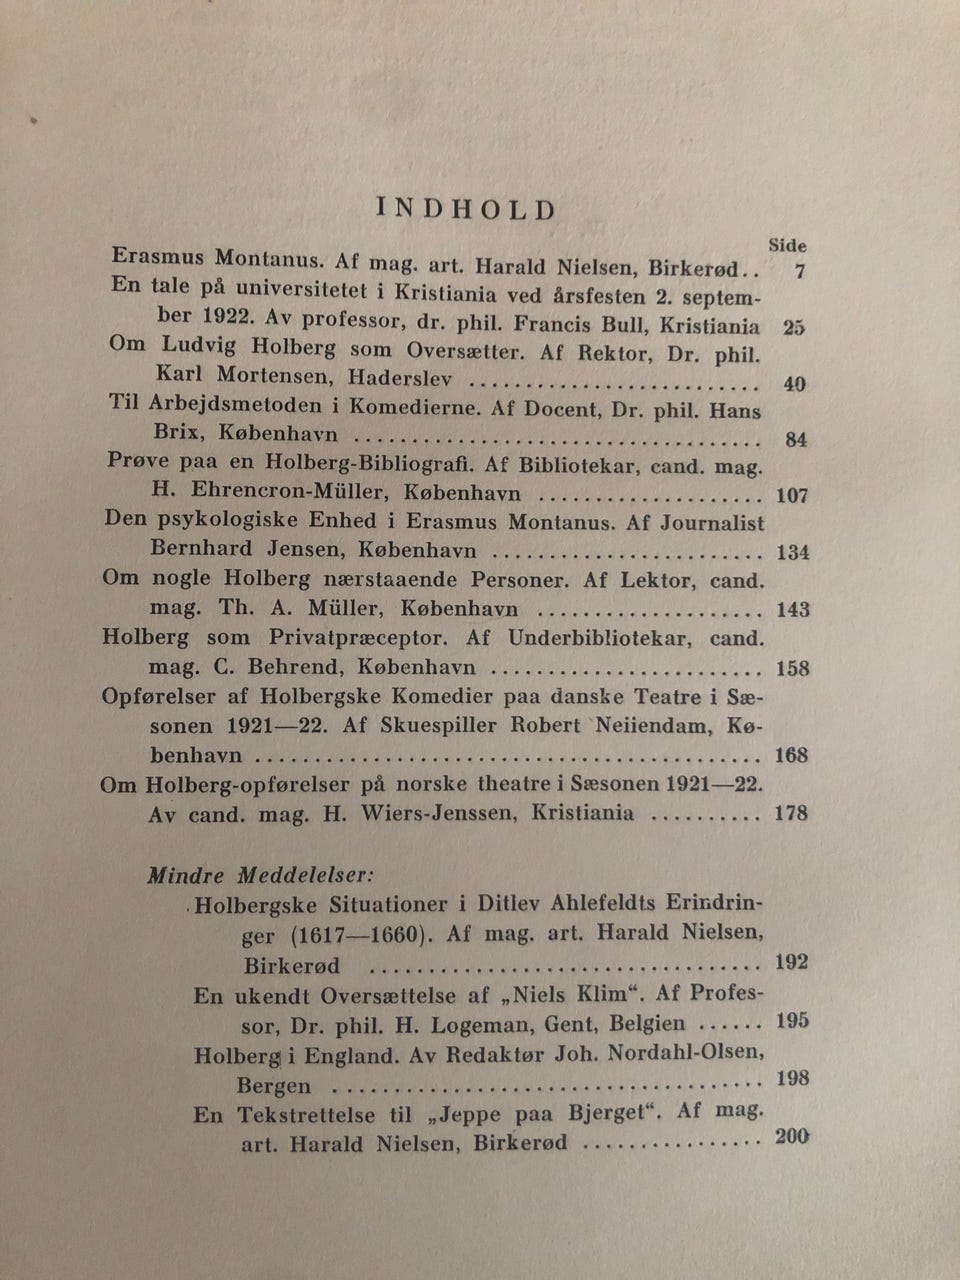 INDHOLD
Side
Erasmus Montanus. Af mag. art. Harald Nielsen, Birkerød.. 7
En tale på universitetet i Kristiania ved årsfesten 2. septem-
ber 1922. Av professor, dr. phil. Francis Bull, Kristiania 25
Om Ludvig Holberg som Oversætter. Af Rektor, Dr. phil.
Karl Mortensen, Haderslev ......................... 40
Til Arbejdsmetoden i Komedierne. Af Docent, Dr. phil. Hans
Brix, København ................................... 84
Prøve paa en Holberg-Bibliografi. Af Bibliotekar, cand. mag.
H. Ehrencron-Müller, København .................... 107
Den psykologiske Enhed i Erasmus Montanus. Af Journalist
Bernhard Jensen, København ........................ 134
Om nogle Holberg nærstaaende Personer. Af Lektor, cand.
mag. Th. A. Müller, København .................... 143
Holberg som Privatpræceptor. Af Underbibliotekar, cand.
mag. C. Behrend, København ........................ 158
Opførelser af Holbergske Komedier paa danske Teatre i Sæ-
sonen 1921—22. Af Skuespiller Robert Neiiendam, Kø-
benhavn ............................................ 168
Om Holberg-opførelser på norske theatre i Sæsonen 1921—22.
Av cand. mag. H. Wiers-Jenssen, Kristiania .......... 178
Mindre Meddelelser:
Holbergske Situationer i Ditlev Ahlefeldts Erindrin-
ger (1617—1660). Af mag. art. Harald Nielsen,
Birkerød .................................. 192
En ukendt Oversættelse af „Niels Klim“. Af Profes-
sor, Dr. phil. H. Logeman, Gent, Belgien ...... 195
Holberg i England. Av Redaktør Joh. Nordahl-Olsen,
Bergen ..................................... 198
En Tekstrettelse til „Jeppe paa Bjerget“. Af mag.
art. Harald Nielsen, Birkerød ................ 200